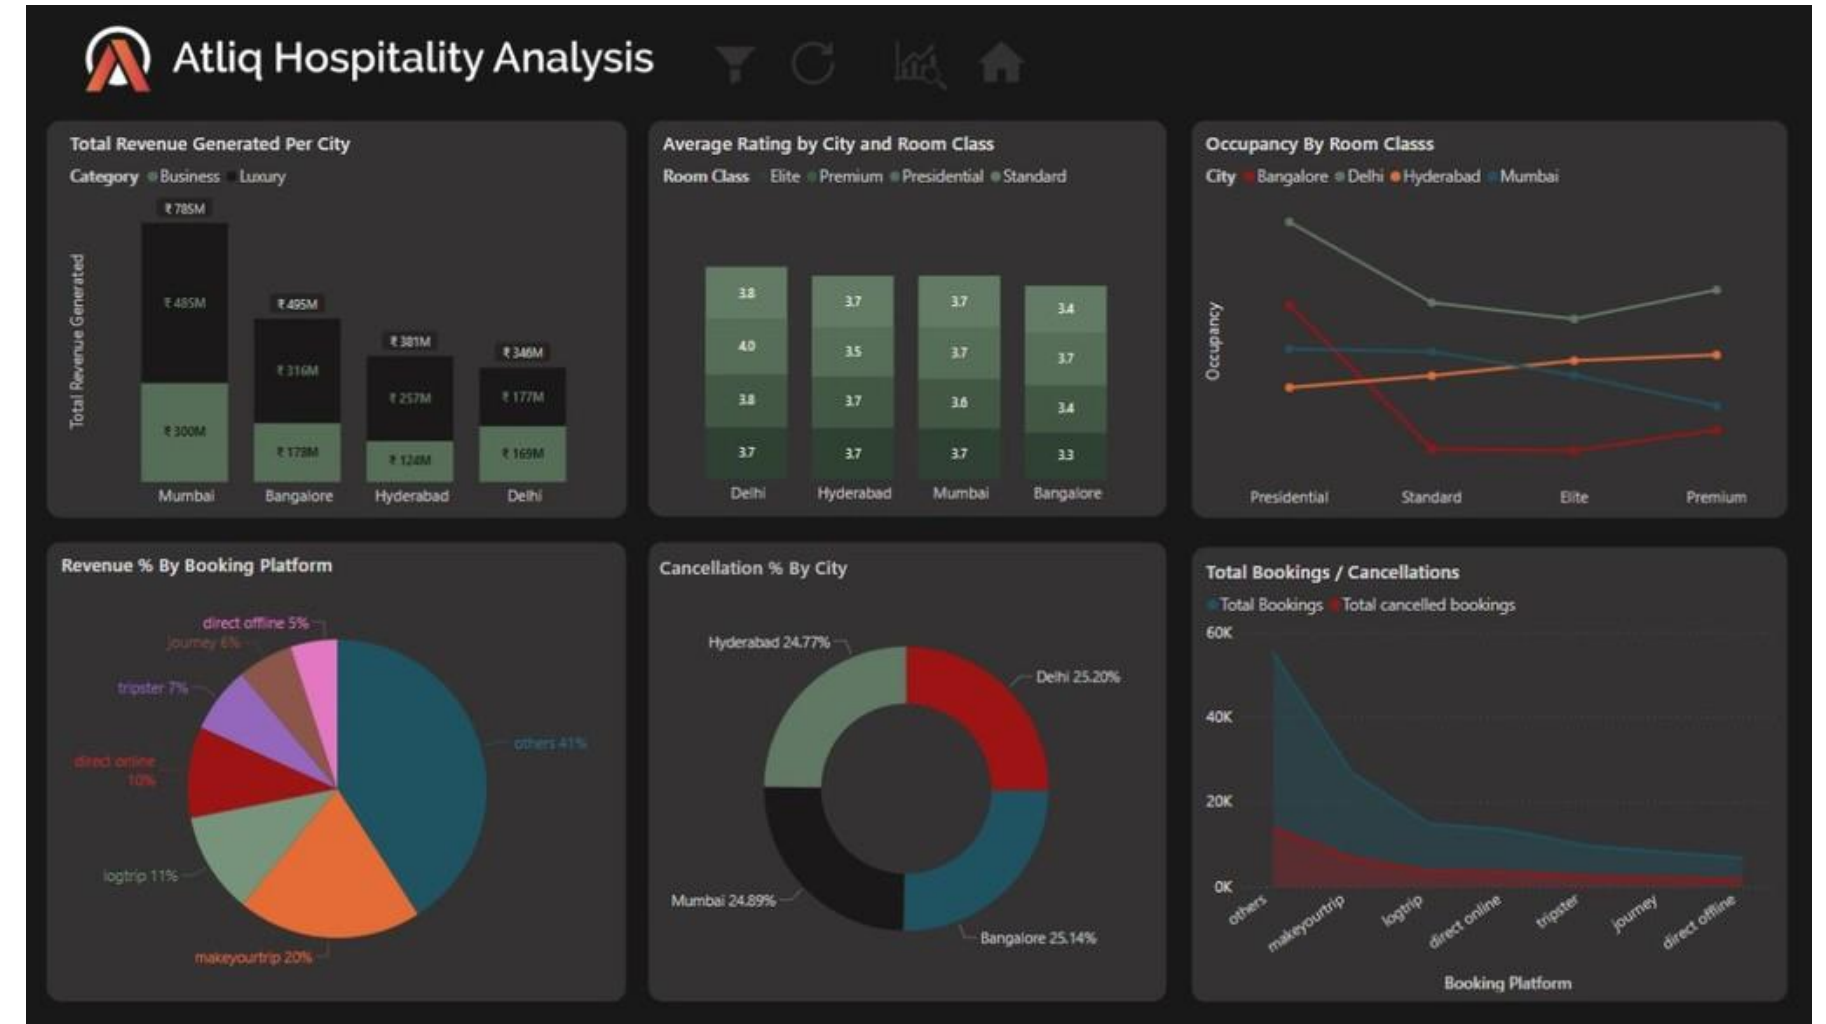 Atliq Hospitality Analysis
Total Revenue Generated Per City
Category Business Luxury
Total Revenue Generated
₹ 785M
₹ 485M
₹ 300M
₹ 495M
₹ 316M
₹ 178M
₹ 381M
₹ 257M
₹ 124M
₹ 346M
₹ 177M
₹ 169M
Mumbai Bangalore Hyderabad Delhi
Average Rating by City and Room Class
Room Class Elite Premium Presidential Standard
3.8 3.7 3.7 3.4
4.0 3.5 3.7 3.7
3.8 3.7 3.6 3.4
3.7 3.7 3.7 3.3
Delhi Hyderabad Mumbai Bangalore
Occupancy By Room Classs
City Bangalore Delhi Hyderabad Mumbai
Occupancy
Presidential Standard Elite Premium
Revenue % By Booking Platform
direct offline 5%
journey 6%
tripster 7%
direct online
10%
logtrip 11%
makeyourtrip 20%
others 41%
Cancellation % By City
Hyderabad 24.77%
Delhi 25.20%
Mumbai 24.89%
Bangalore 25.14%
Total Bookings / Cancellations
Total Bookings Total cancelled bookings
60K
40K
20K
0K
others makeyourtrip logtrip direct online tripster journey direct offline
Booking Platform